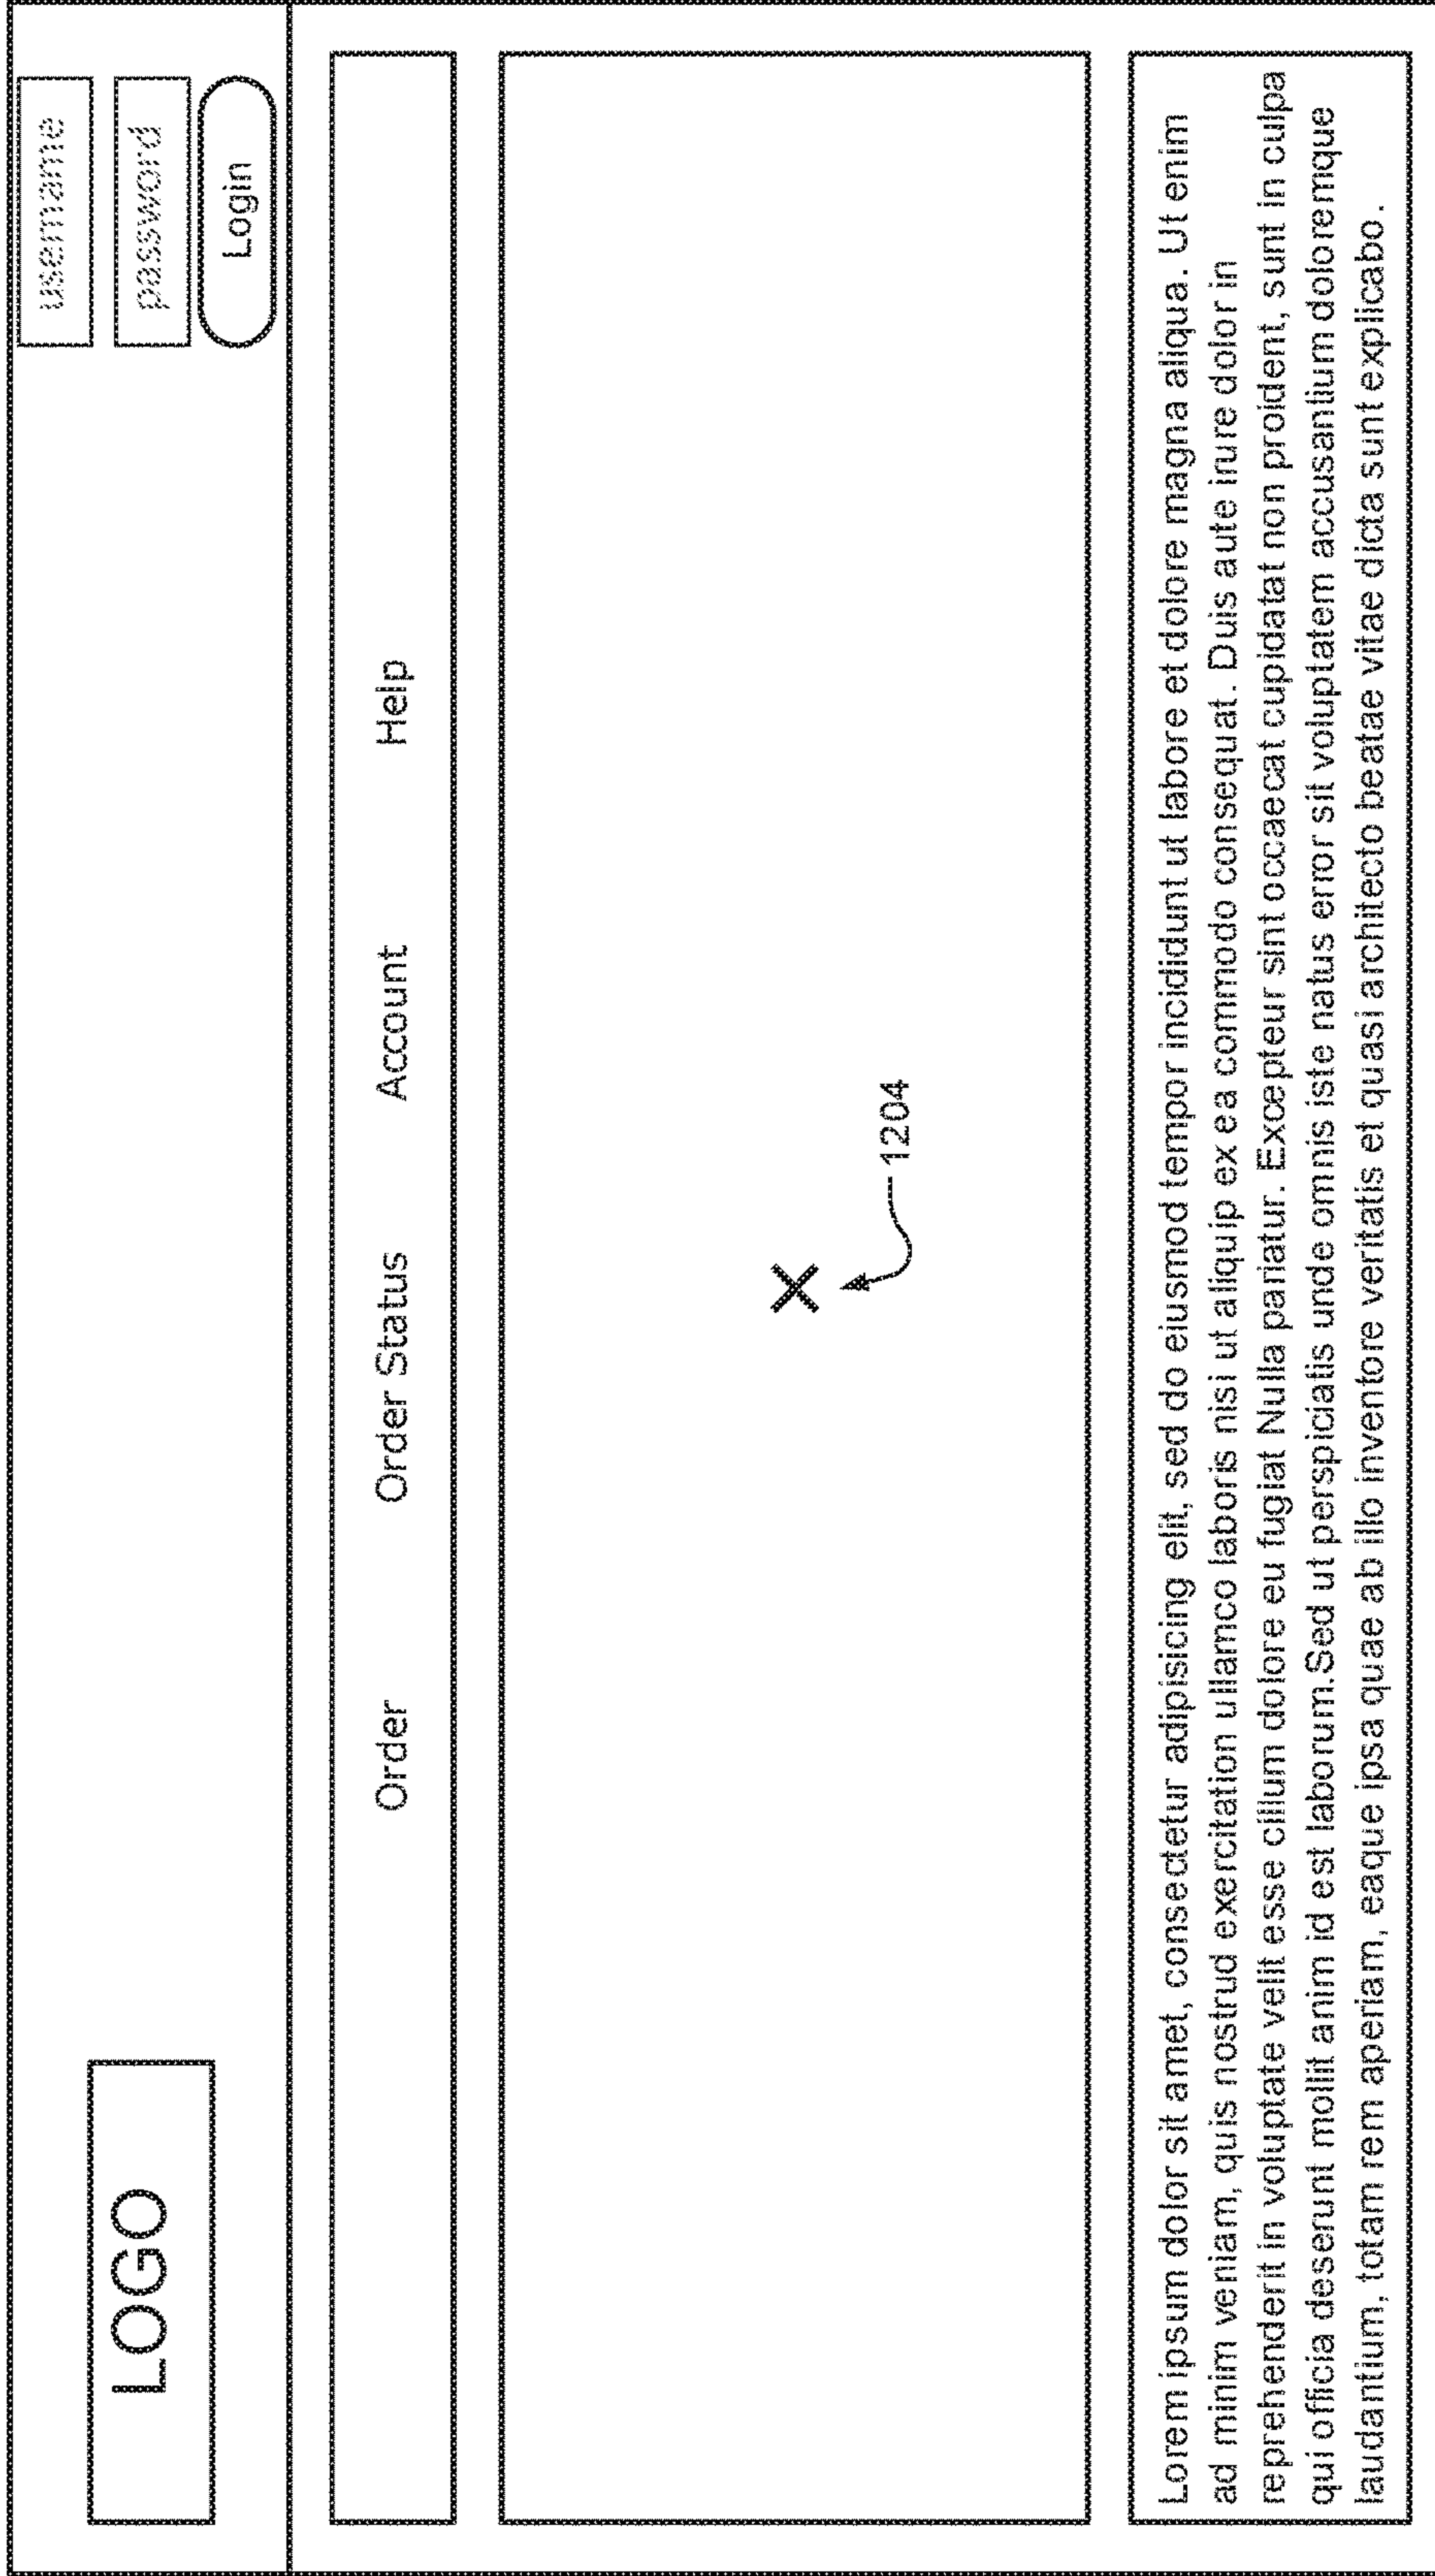 LOGO
username
password
Login
Order Order Status Account Help
1204
Lorem ipsum dolor sit amet, consectetur adipisicing elit, sed do eiusmod tempor incididunt ut labore et dolore magna aliqua. Ut enim
ad minim veniam, quis nostrud exercitation ullamco laboris nisi ut aliquip ex ea commodo consequat. Duis aute irure dolor in
reprehenderit in voluptate velit esse cillum dolore eu fugiat Nulla pariatur. Excepteur sint occaecat cupidatat non proident, sunt in culpa
qui officia deserunt mollit anim id est laborum.Sed ut perspiciatis unde omnis iste natus error sit voluptatem accusantium doloremque
laudantium, totam rem aperiam, eaque ipsa quae ab illo inventore veritatis et quasi architecto beatae vitae dicta sunt explicabo.